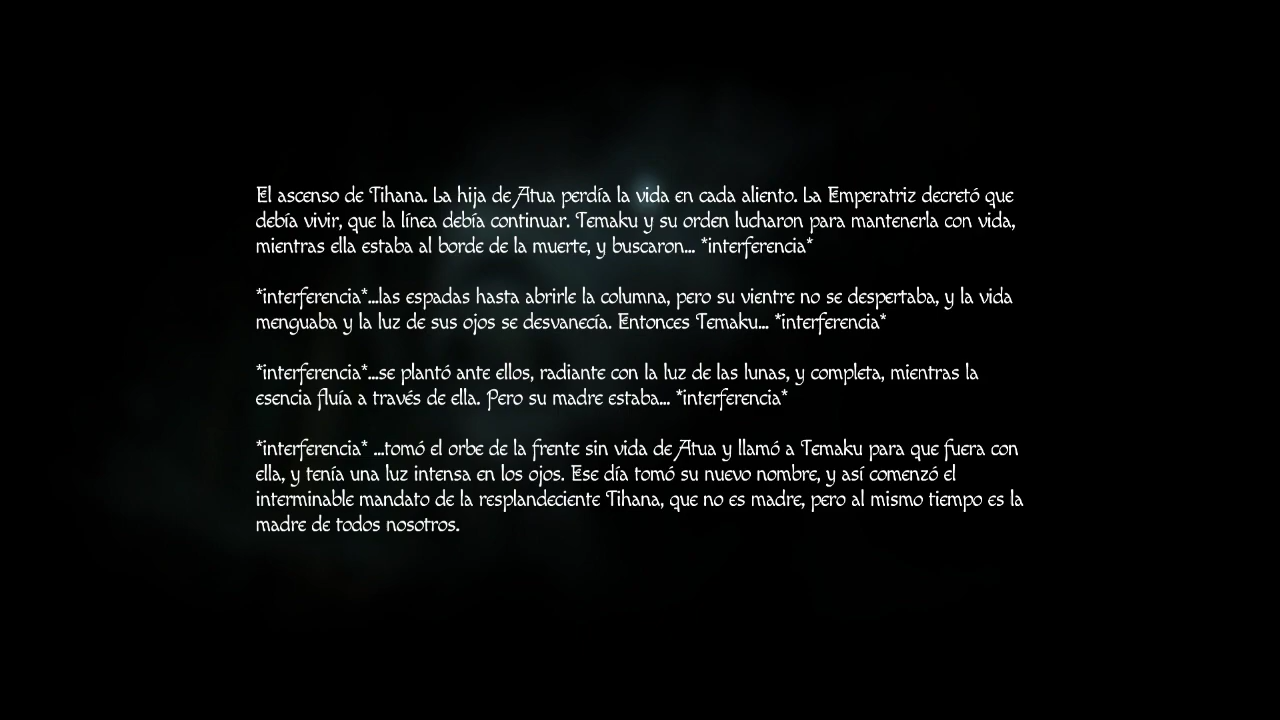 El ascenso de Tihana. La hija de Atua perdía la vida en cada aliento. La Emperatriz decretó que
debía vivir, que la línea debía continuar. Temaku y su orden lucharon para mantenerla con vida,
mientras ella estaba al borde de la muerte, y buscaron... *interferencia*
*interferencia*...las espadas hasta abrirle la columna, pero su vientre no se despertaba, y la vida
menguaba y la luz de sus ojos se desvanecía. Entonces Temaku... *interferencia*
*interferencia*...se plantó ante ellos, radiante con la luz de las lunas, y completa, mientras la
esencia fluía a través de ella. Pero su madre estaba... *interferencia*
*interferencia* ...tomó el orbe de la frente sin vida de Atua y llamó a Temaku para que fuera con
ella, y tenía una luz intensa en los ojos. Ese día tomó su nuevo nombre, y así comenzó el
interminable mandato de la resplandeciente Tihana, que no es madre, pero al mismo tiempo es la
madre de todos nosotros.